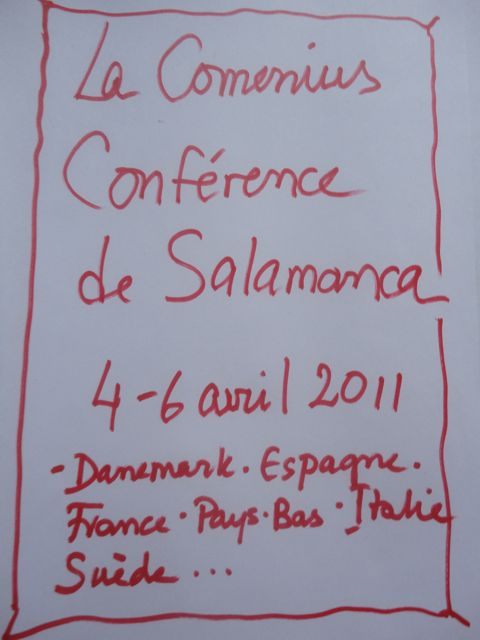 La Comenius
Conférence
de Salamanca
4-6 avril 2011
- Danemark. Espagne.
France · Pays · Bas · Italie
Suède ...